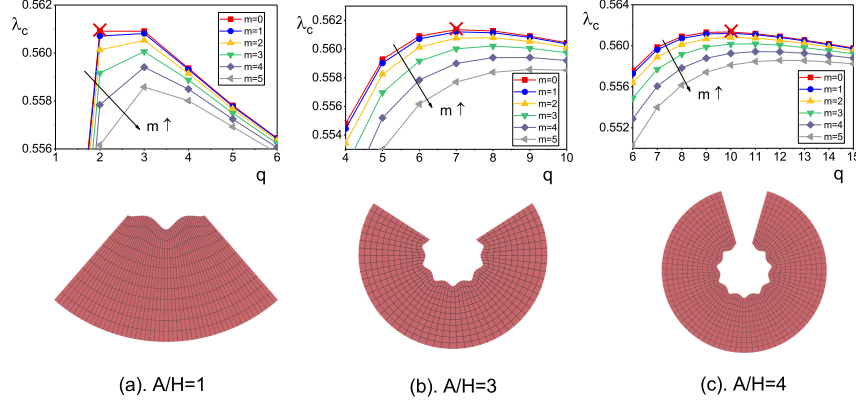 λc
0.562
0.560
0.558
0.556
1 2 3 4 5 6
q
m=0
m=1
m=2
m=3
m=4
m=5
m ↑
λc
0.562
0.560
0.558
0.556
0.554
4 5 6 7 8 9 10
q
m=0
m=1
m=2
m=3
m=4
m=5
m ↑
λc
0.564
0.560
0.556
0.552
6 7 8 9 10 11 12 13 14 15
q
m=0
m=1
m=2
m=3
m=4
m=5
m ↑
(a). A/H=1
(b). A/H=3
(c). A/H=4